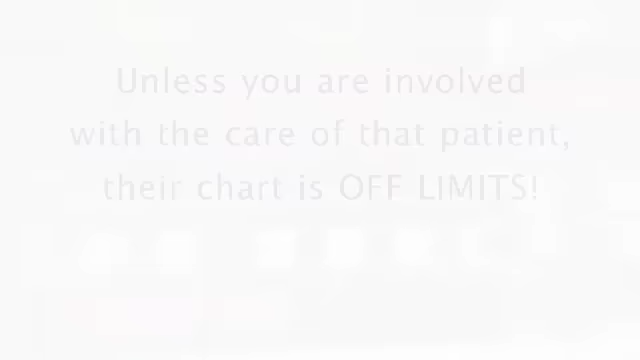 Unless you are involved
with the care of that patient,
their chart is OFF LIMITS!